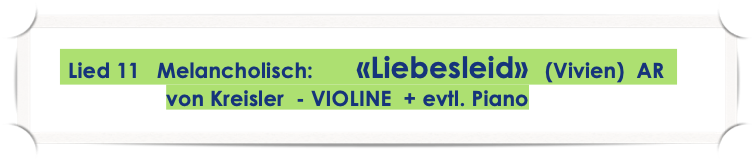 Lied 11 Melancholisch: «Liebesleid» (Vivien) AR
von Kreisler - VIOLINE + evtl. Piano